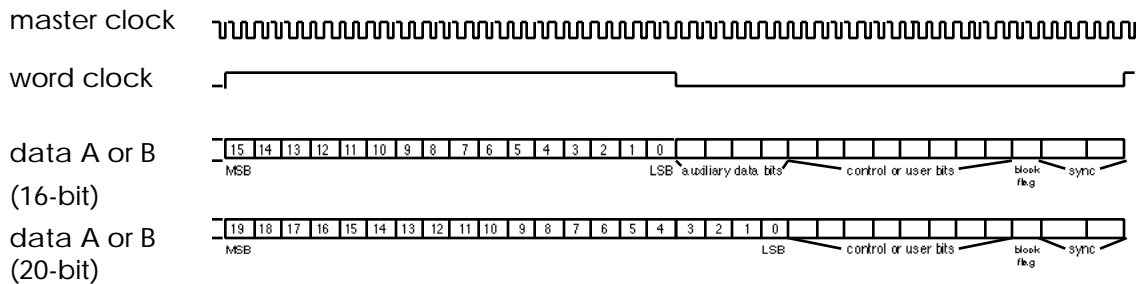 master clock
word clock
data A or B
(16-bit)
15 14 13 12 11 10 9 8 7 6 5 4 3 2 1 0
MSB LSB auxiliary data bits control or user bits block flag sync
data A or B
(20-bit)
19 18 17 16 15 14 13 12 11 10 9 8 7 6 5 4 3 2 1 0
MSB LSB control or user bits block flag sync